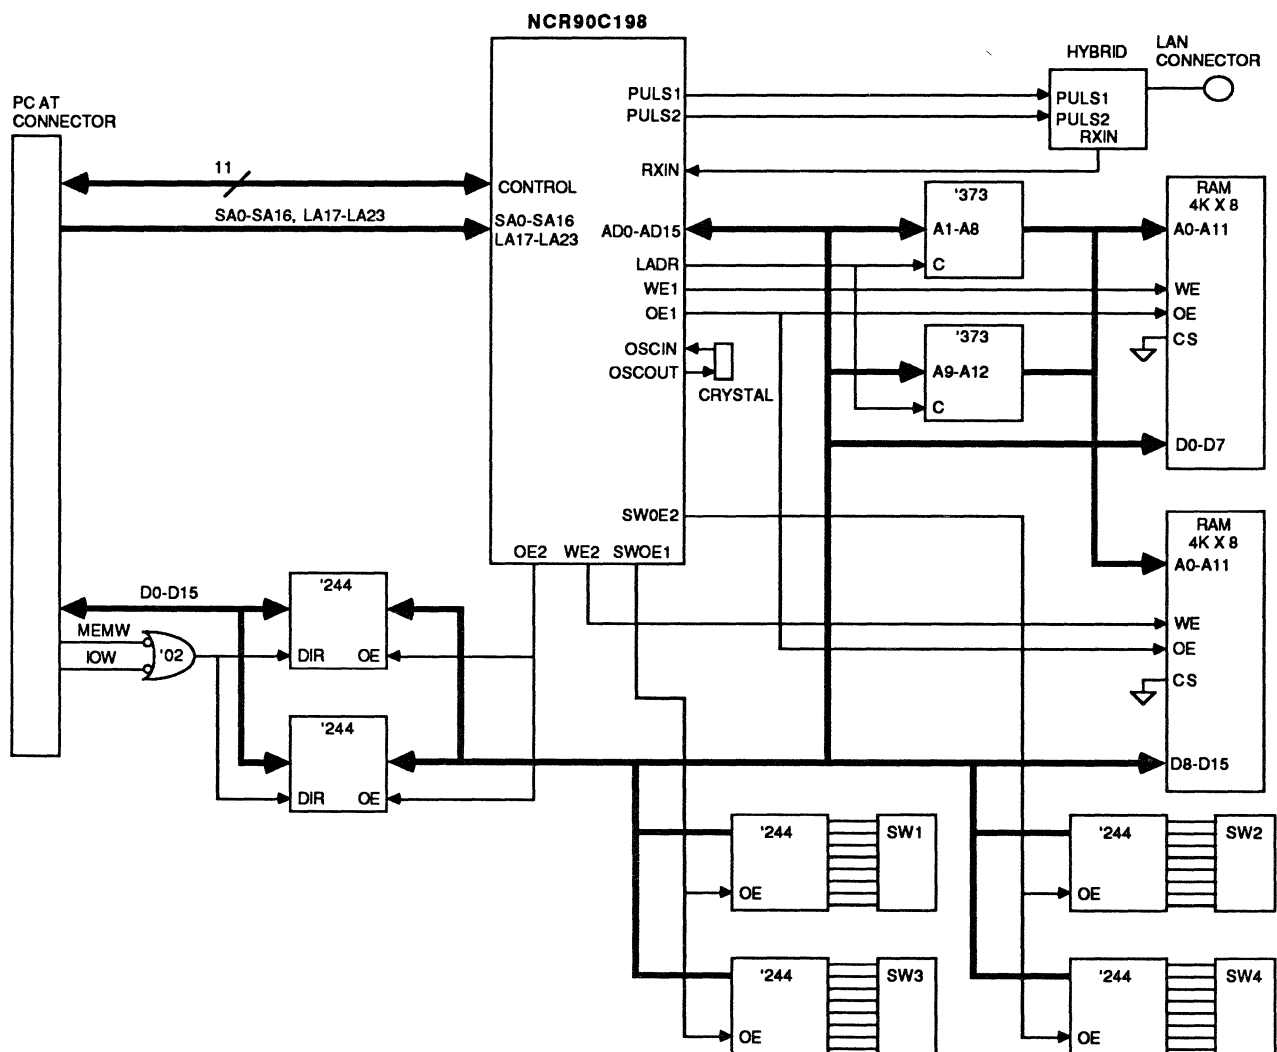 NCR90C198
PC AT
CONNECTOR
11
SA0-SA16, LA17-LA23
CONTROL
SA0-SA16
LA17-LA23
PULS1
PULS2
RXIN
AD0-AD15
LADR
WE1
OE1
OSCIN
OSCOUT
CRYSTAL
SW0E2
OE2
WE2
SWOE1
HYBRID
PULS1
PULS2
RXIN
LAN
CONNECTOR
'373
A1-A8
C
'373
A9-A12
C
RAM
4K X 8
A0-A11
WE
OE
CS
D0-D7
RAM
4K X 8
A0-A11
WE
OE
CS
D8-D15
D0-D15
MEMW
IOW
'02
'244
DIR
OE
'244
DIR
OE
'244
OE
SW1
'244
OE
SW2
'244
OE
SW3
'244
OE
SW4